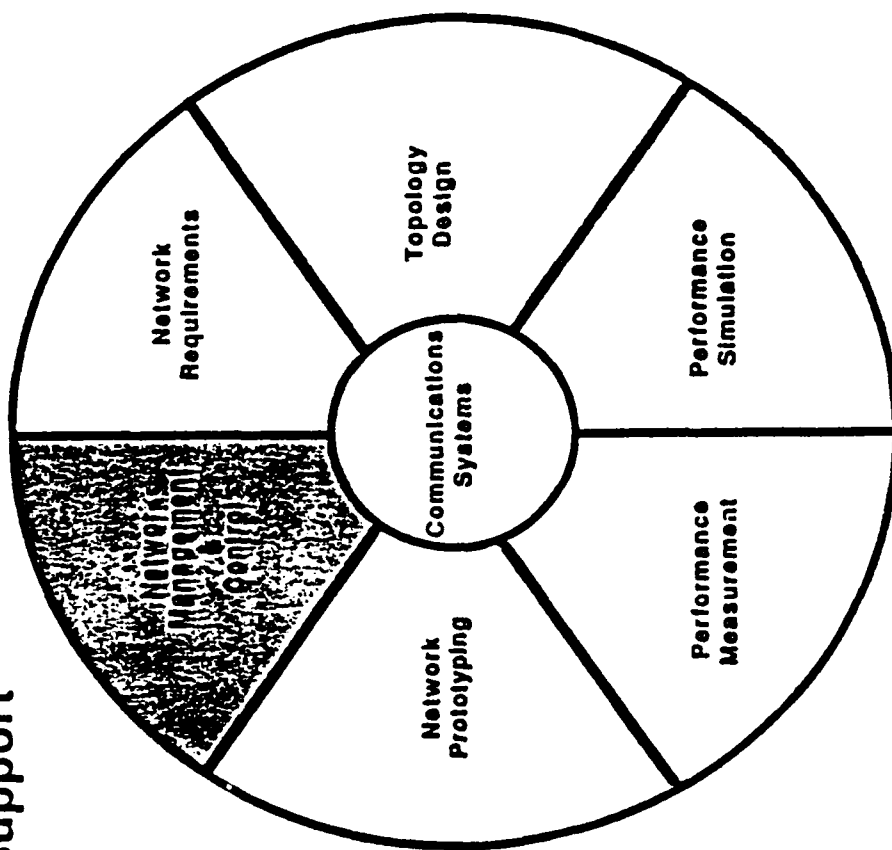 Support
Network
Management
&
Control
Network
Requirements
Topology
Design
Performance
Simulation
Performance
Measurement
Network
Prototyping
Communications
Systems